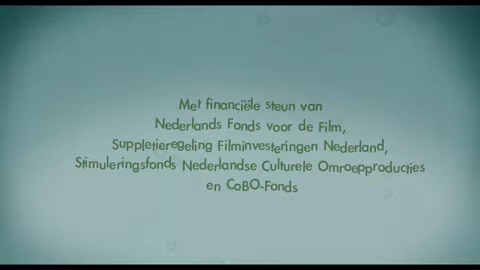 Met financiële steun van
Nederlands Fonds voor de Film,
Suppletieregeling Filminvesteringen Nederland,
Stimuleringsfonds Nederlandse Culturele Omroepproducties
en CoBO-Fonds